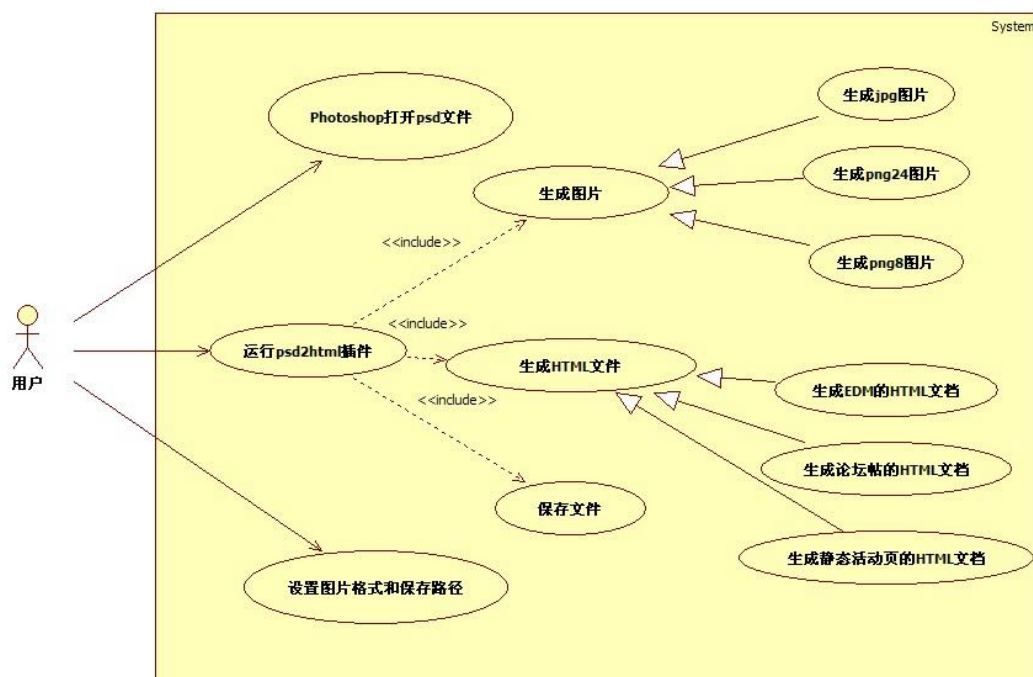 System
Photoshop打开psd文件
生成jpg图片
生成图片
生成png24图片
<<include>>
生成png8图片
<<include>>
运行psd2html插件
生成HTML文件
用户
<<include>>
生成EDM的HTML文档
生成论坛帖的HTML文档
保存文件
生成静态活动页的HTML文档
设置图片格式和保存路径